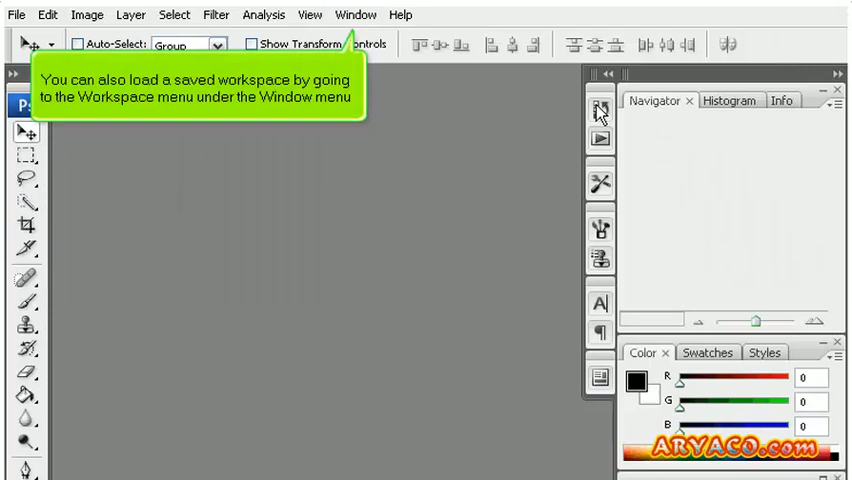 File Edit Image Layer Select Filter Analysis View Window Help
Auto-Select: Group Show Transform Controls
You can also load a saved workspace by going
to the Workspace menu under the Window menu
Ps
Navigator Histogram Info
A
Color Swatches Styles
R 0
G 0
B 0
ARYACO.com